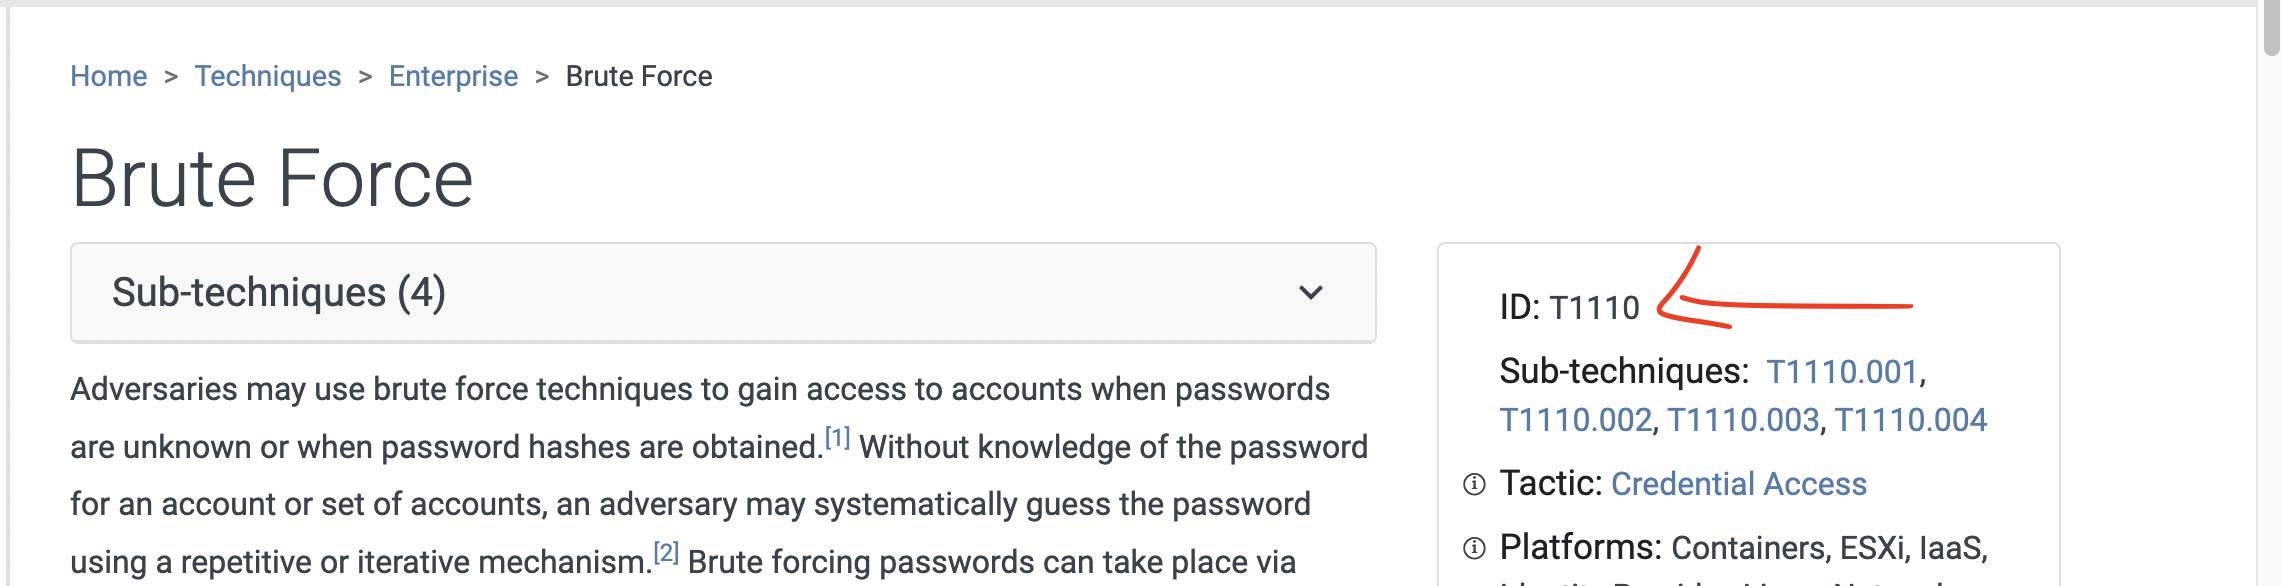 Home > Techniques > Enterprise > Brute Force
Brute Force
Sub-techniques (4)
Adversaries may use brute force techniques to gain access to accounts when passwords
are unknown or when password hashes are obtained.[1] Without knowledge of the password
for an account or set of accounts, an adversary may systematically guess the password
using a repetitive or iterative mechanism.[2] Brute forcing passwords can take place via
ID: T1110
Sub-techniques: T1110.001,
T1110.002, T1110.003, T1110.004
Tactic: Credential Access
Platforms: Containers, ESXi, IaaS,